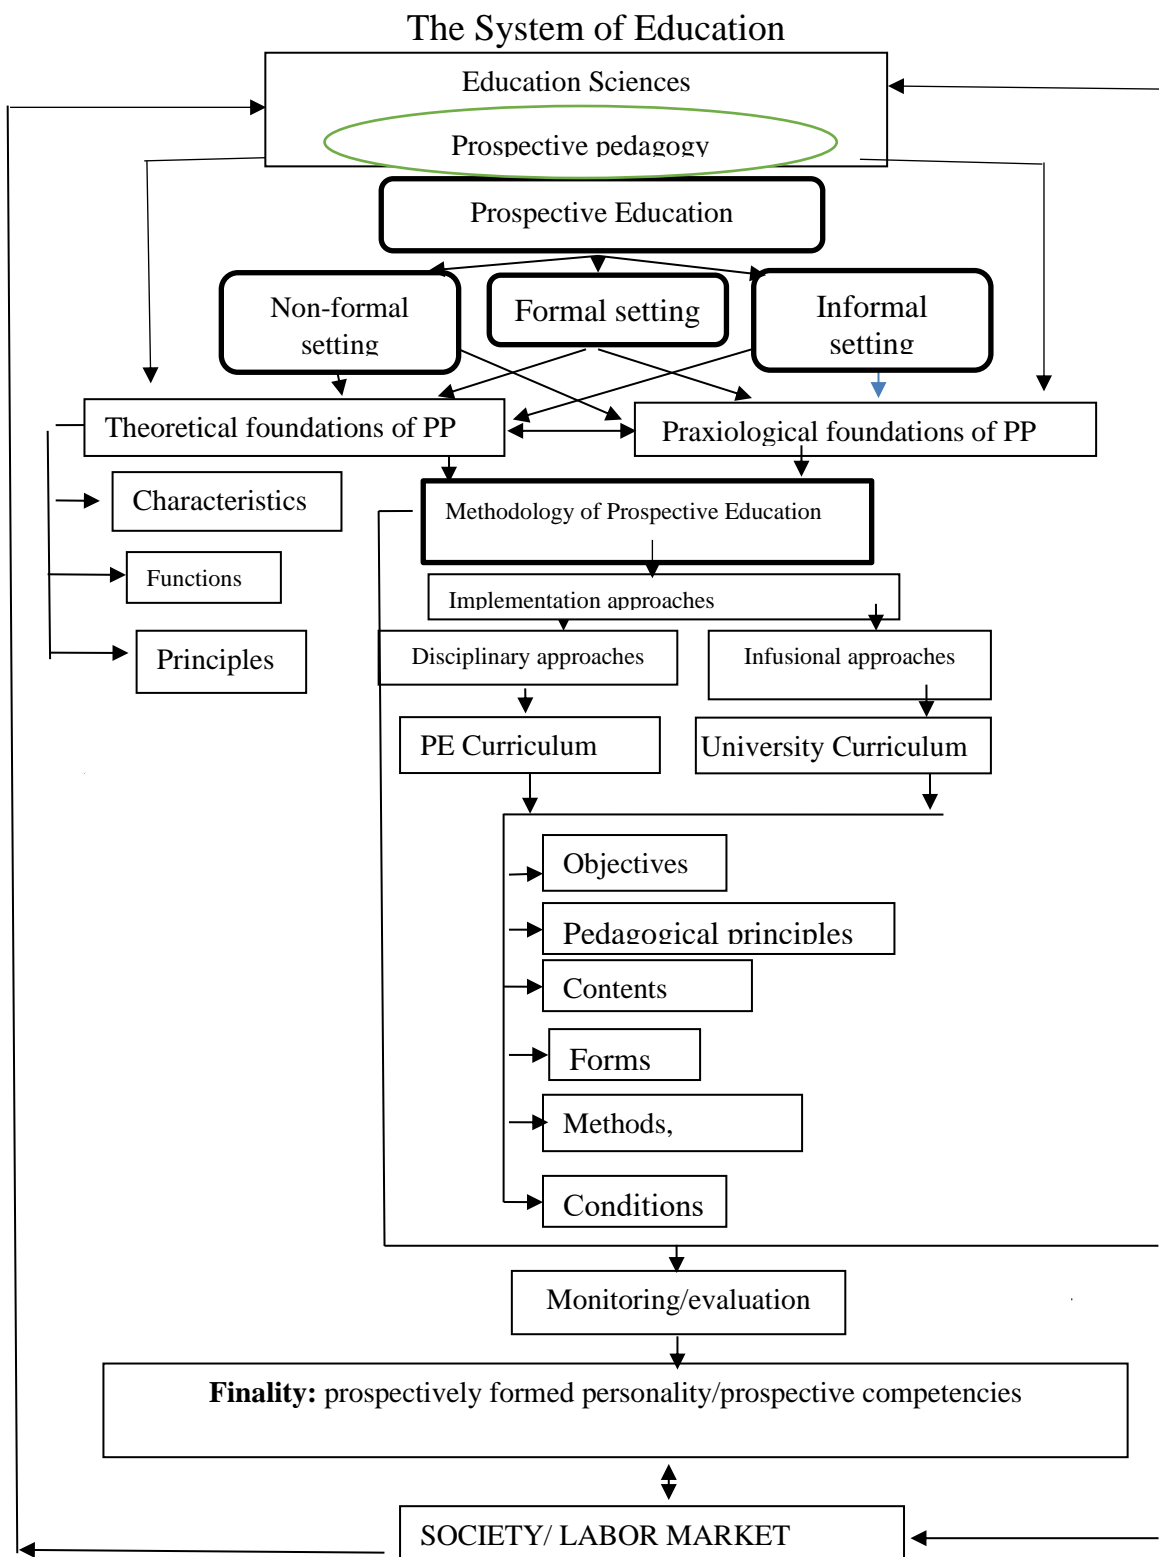 The System of Education
Education Sciences
Prospective pedagogy
Prospective Education
Non-formal
setting
Formal setting
Informal
setting
Theoretical foundations of PP
Praxiological foundations of PP
Characteristics
Functions
Principles
Methodology of Prospective Education
Implementation approaches
Disciplinary approaches
Infusional approaches
PE Curriculum
University Curriculum
Objectives
Pedagogical principles
Contents
Forms
Methods,
Conditions
Monitoring/evaluation
Finality: prospectively formed personality/prospective competencies
SOCIETY/ LABOR MARKET